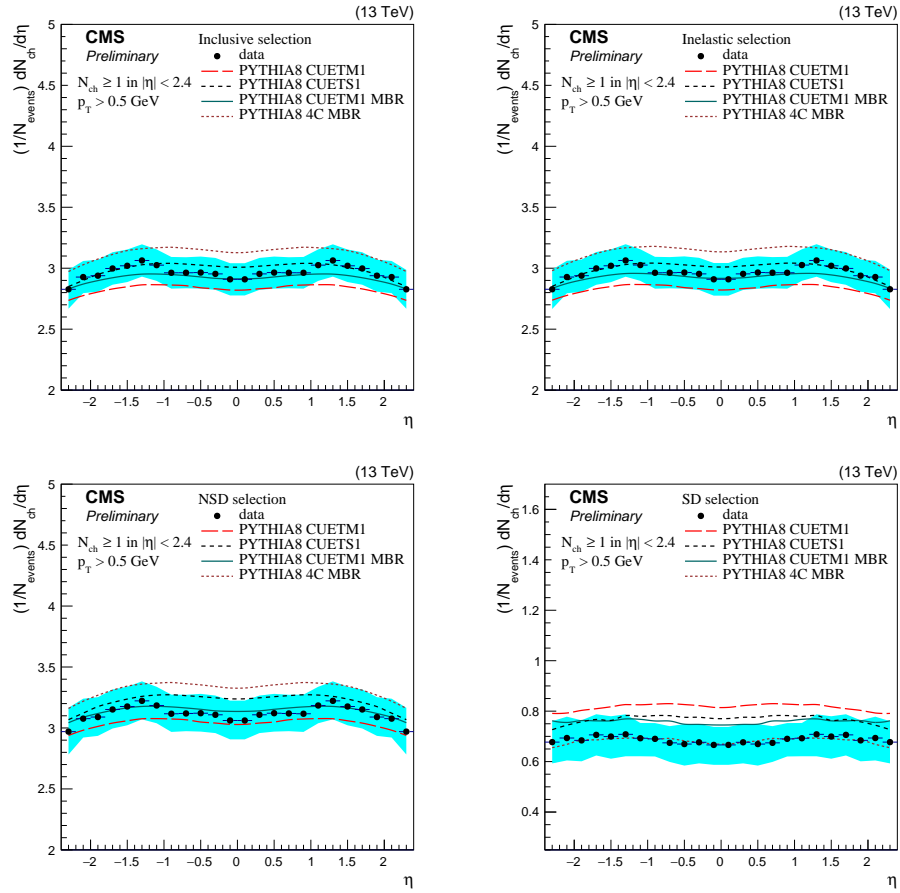 (13 TeV)
CMS
Preliminary
N_ch ≥ 1 in |η| < 2.4
p_T > 0.5 GeV
Inclusive selection
data
PYTHIA8 CUETM1
PYTHIA8 CUETS1
PYTHIA8 CUETM1 MBR
PYTHIA8 4C MBR
(1/N_events) dN_ch/dη
5
4.5
4
3.5
3
2.5
2
−2 −1.5 −1 −0.5 0 0.5 1 1.5 2
η
(13 TeV)
CMS
Preliminary
N_ch ≥ 1 in |η| < 2.4
p_T > 0.5 GeV
Inelastic selection
data
PYTHIA8 CUETM1
PYTHIA8 CUETS1
PYTHIA8 CUETM1 MBR
PYTHIA8 4C MBR
(1/N_events) dN_ch/dη
5
4.5
4
3.5
3
2.5
2
−2 −1.5 −1 −0.5 0 0.5 1 1.5 2
η
(13 TeV)
CMS
Preliminary
N_ch ≥ 1 in |η| < 2.4
p_T > 0.5 GeV
NSD selection
data
PYTHIA8 CUETM1
PYTHIA8 CUETS1
PYTHIA8 CUETM1 MBR
PYTHIA8 4C MBR
(1/N_events) dN_ch/dη
5
4.5
4
3.5
3
2.5
2
−2 −1.5 −1 −0.5 0 0.5 1 1.5 2
η
(13 TeV)
CMS
Preliminary
N_ch ≥ 1 in |η| < 2.4
p_T > 0.5 GeV
SD selection
data
PYTHIA8 CUETM1
PYTHIA8 CUETS1
PYTHIA8 CUETM1 MBR
PYTHIA8 4C MBR
(1/N_events) dN_ch/dη
1.6
1.4
1.2
1
0.8
0.6
0.4
−2 −1.5 −1 −0.5 0 0.5 1 1.5 2
η